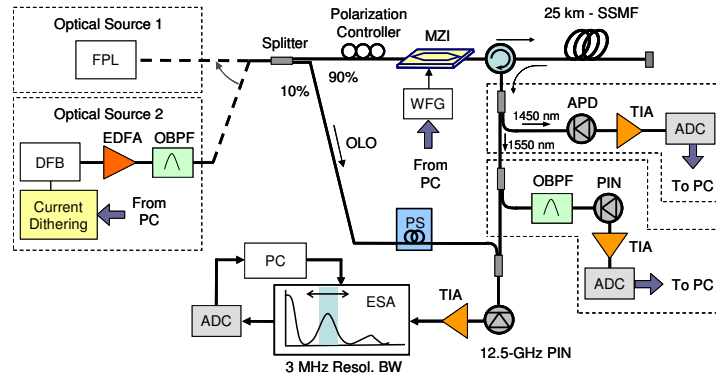 Optical Source 1
FPL
Optical Source 2
EDFA
OBPF
DFB
Current
Dithering
From
PC
Splitter
10%
90%
Polarization
Controller
MZI
WFG
From
PC
25 km - SSMF
1450 nm
1550 nm
APD
TIA
ADC
To PC
OBPF
PIN
TIA
ADC
To PC
OLO
PS
PC
ADC
ESA
TIA
12.5-GHz PIN
3 MHz Resol. BW